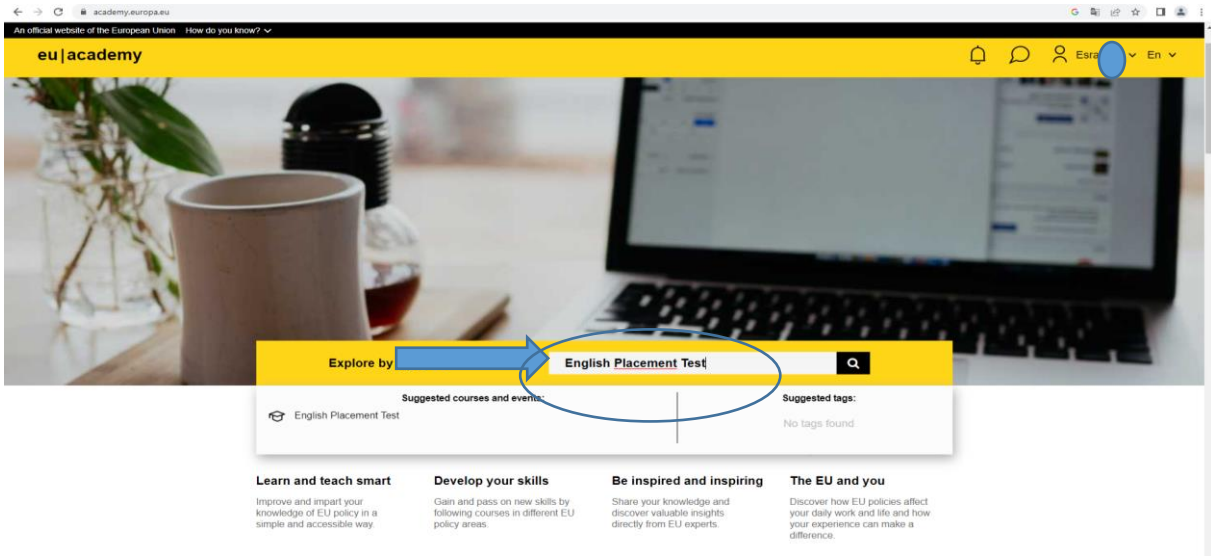 academy.europa.eu
An official website of the European Union How do you know?
eu|academy
Esra
En
Explore by
English Placement Test
Suggested courses and events:
Suggested tags:
English Placement Test
No tags found
Learn and teach smart
Develop your skills
Be inspired and inspiring
The EU and you
Improve and impart your
knowledge of EU policy in a
simple and accessible way.
Gain and pass on new skills by
following courses in different EU
policy areas.
Share your knowledge and
discover valuable insights
directly from EU experts.
Discover how EU policies affect
your daily work and life and how
your experience can make a
difference.